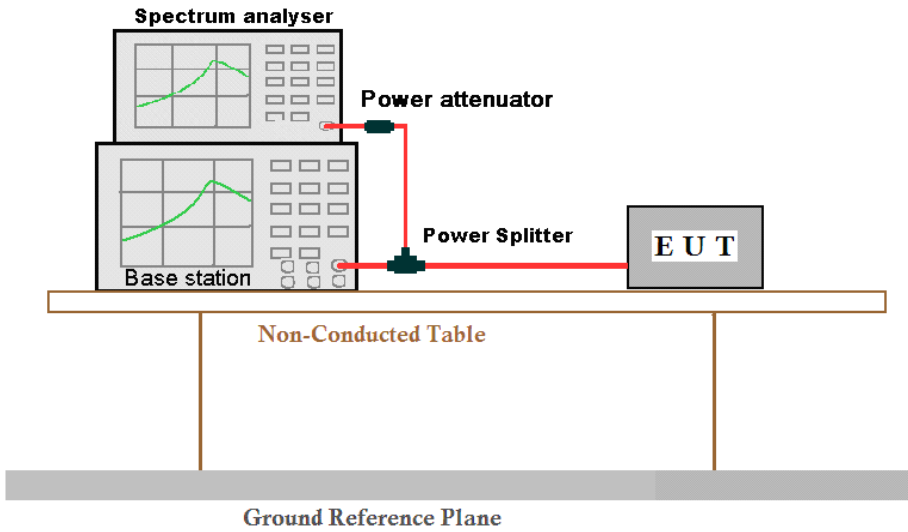 Spectrum analyser
Power attenuator
Power Splitter
E U T
Base station
Non-Conducted Table
Ground Reference Plane